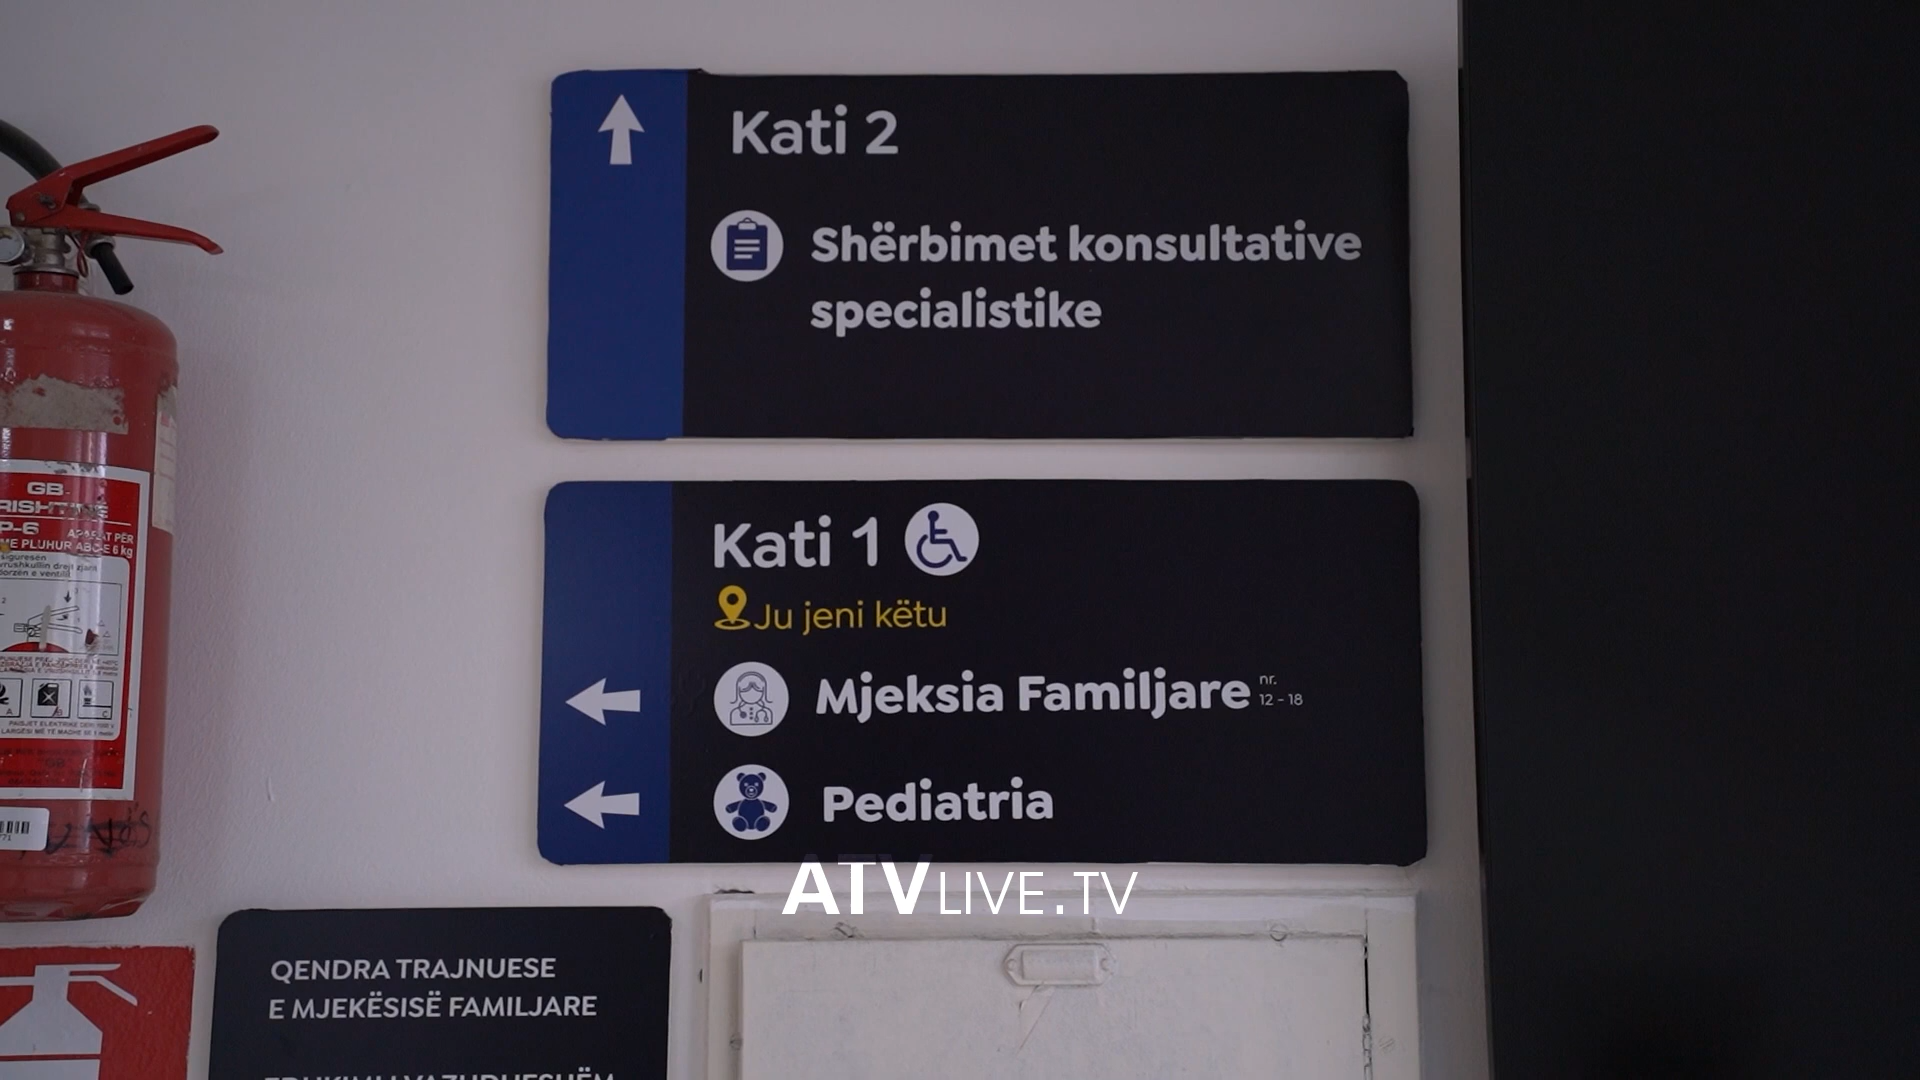 Kati 2
Shërbimet konsultative
specialistike
Kati 1
Ju jeni këtu
Mjeksia Familjare nr. 12 - 18
Pediatria
ATVLIVE.TV
QENDRA TRAJNUESE
E MJEKËSISË FAMILJARE
GB
P-6
APARAT PËR
PLUHUR ABC-E 6 kg